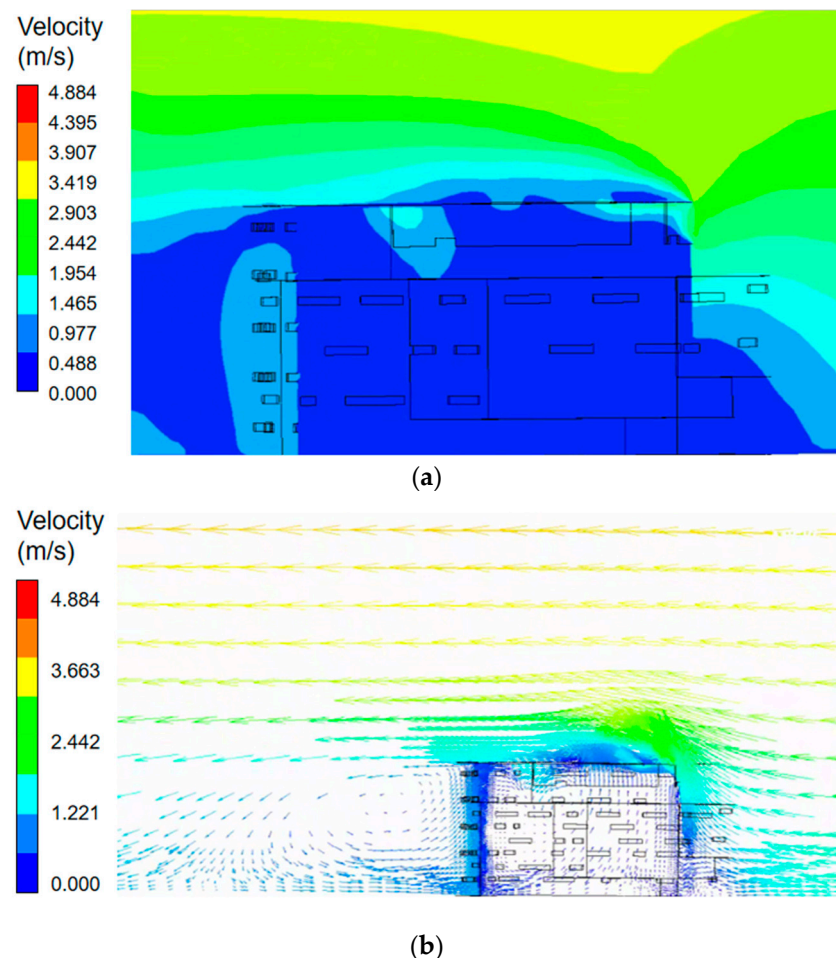 Velocity
(m/s)
4.884
4.395
3.907
3.419
2.903
2.442
1.954
1.465
0.977
0.488
0.000
(a)
Velocity
(m/s)
4.884
3.663
2.442
1.221
0.000
(b)